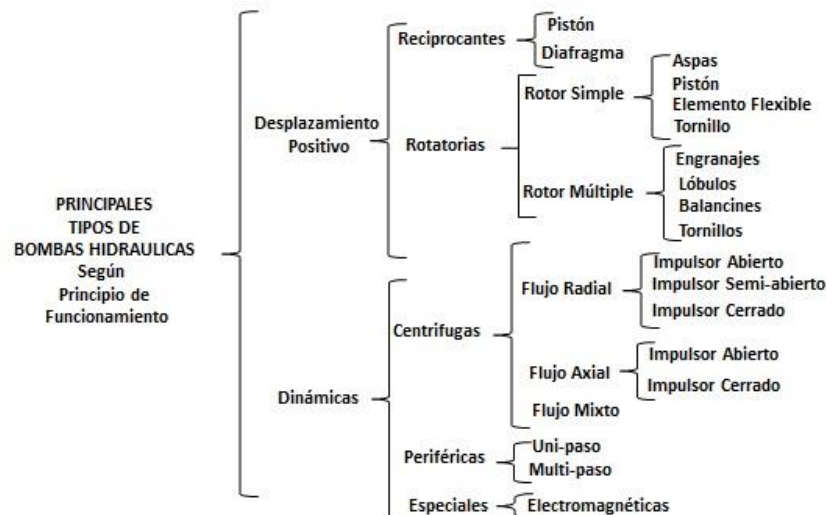 PRINCIPALES
TIPOS DE
BOMBAS HIDRAULICAS
Según
Principio de
Funcionamiento
Desplazamiento
Positivo
Reciprocantes
Pistón
Diafragma
Rotatorias
Rotor Simple
Aspas
Pistón
Elemento Flexible
Tornillo
Rotor Múltiple
Engranajes
Lóbulos
Balancines
Tornillos
Dinámicas
Centrifugas
Flujo Radial
Impulsor Abierto
Impulsor Semi-abierto
Impulsor Cerrado
Flujo Axial
Impulsor Abierto
Impulsor Cerrado
Flujo Mixto
Periféricas
Uni-paso
Multi-paso
Especiales
Electromagnéticas